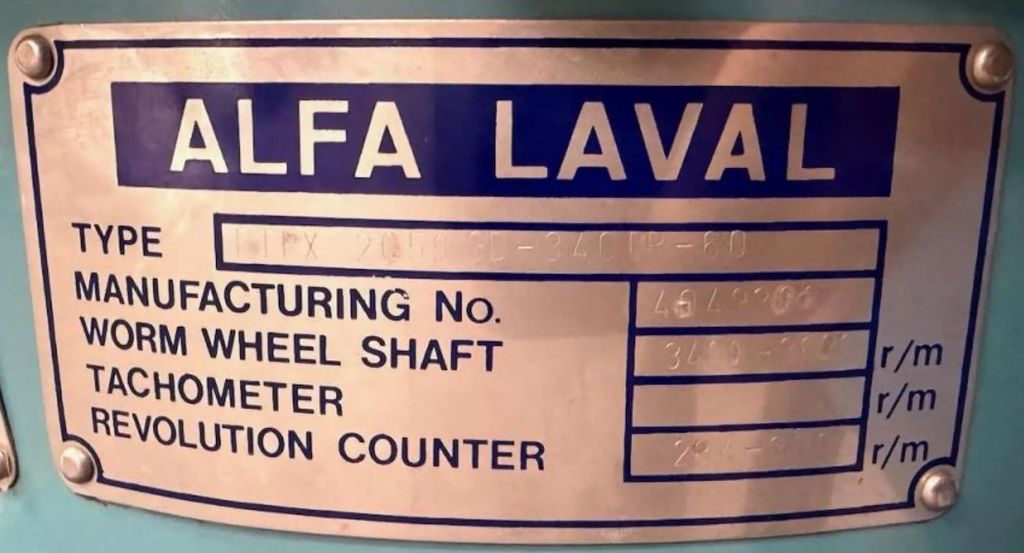 ALFA LAVAL
TYPE
MANUFACTURING No.
WORM WHEEL SHAFT r/m
TACHOMETER r/m
REVOLUTION COUNTER r/m